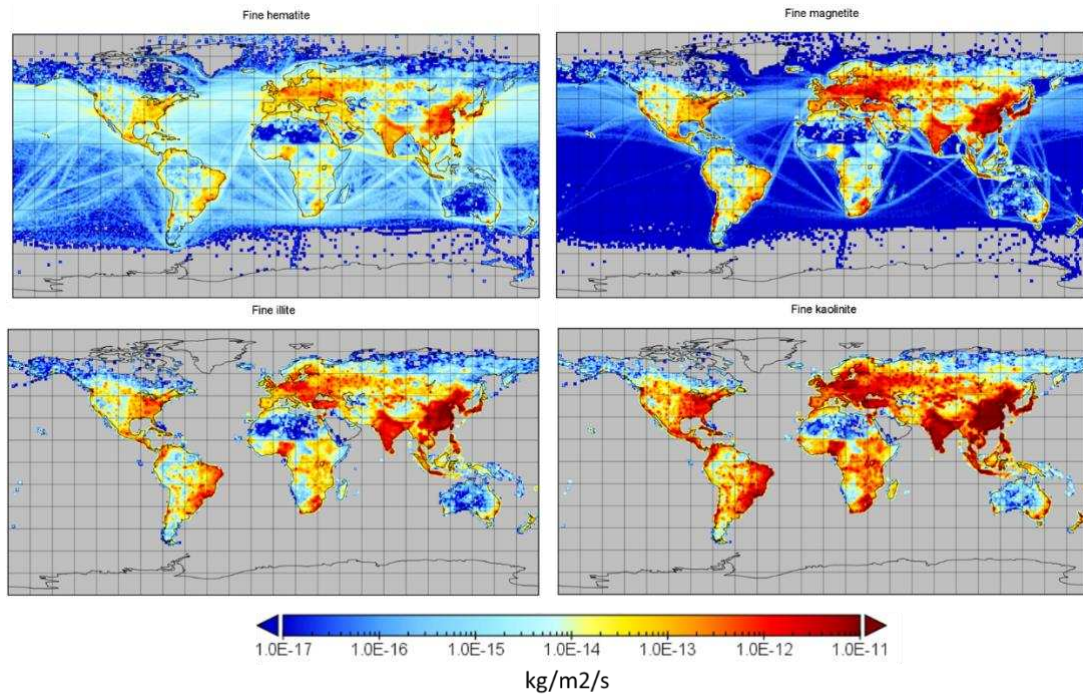 Fine hematite
Fine magnetite
Fine illite
Fine kaolinite
1.0E-17 1.0E-16 1.0E-15 1.0E-14 1.0E-13 1.0E-12 1.0E-11
kg/m2/s